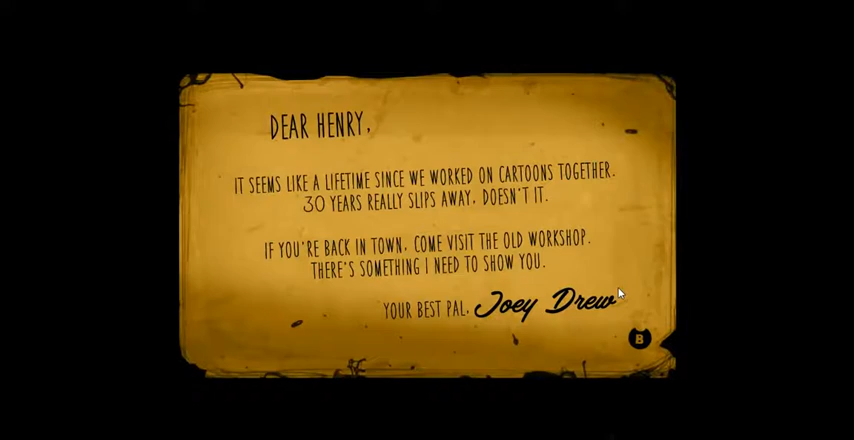 DEAR HENRY,
IT SEEMS LIKE A LIFETIME SINCE WE WORKED ON CARTOONS TOGETHER.
30 YEARS REALLY SLIPS AWAY, DOESN'T IT.
IF YOU'RE BACK IN TOWN, COME VISIT THE OLD WORKSHOP.
THERE'S SOMETHING I NEED TO SHOW YOU.
YOUR BEST PAL, Joey Drew
B